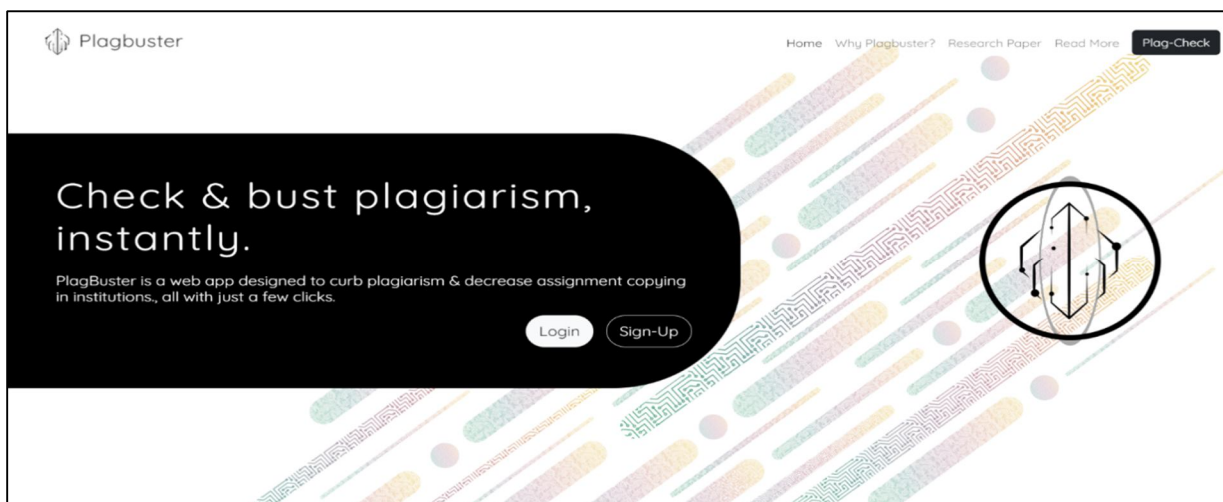 Plagbuster
Home Why Plagbuster? Research Paper Read More Plag-Check
Check & bust plagiarism,
instantly.
PlagBuster is a web app designed to curb plagiarism & decrease assignment copying
in institutions., all with just a few clicks.
Login Sign-Up